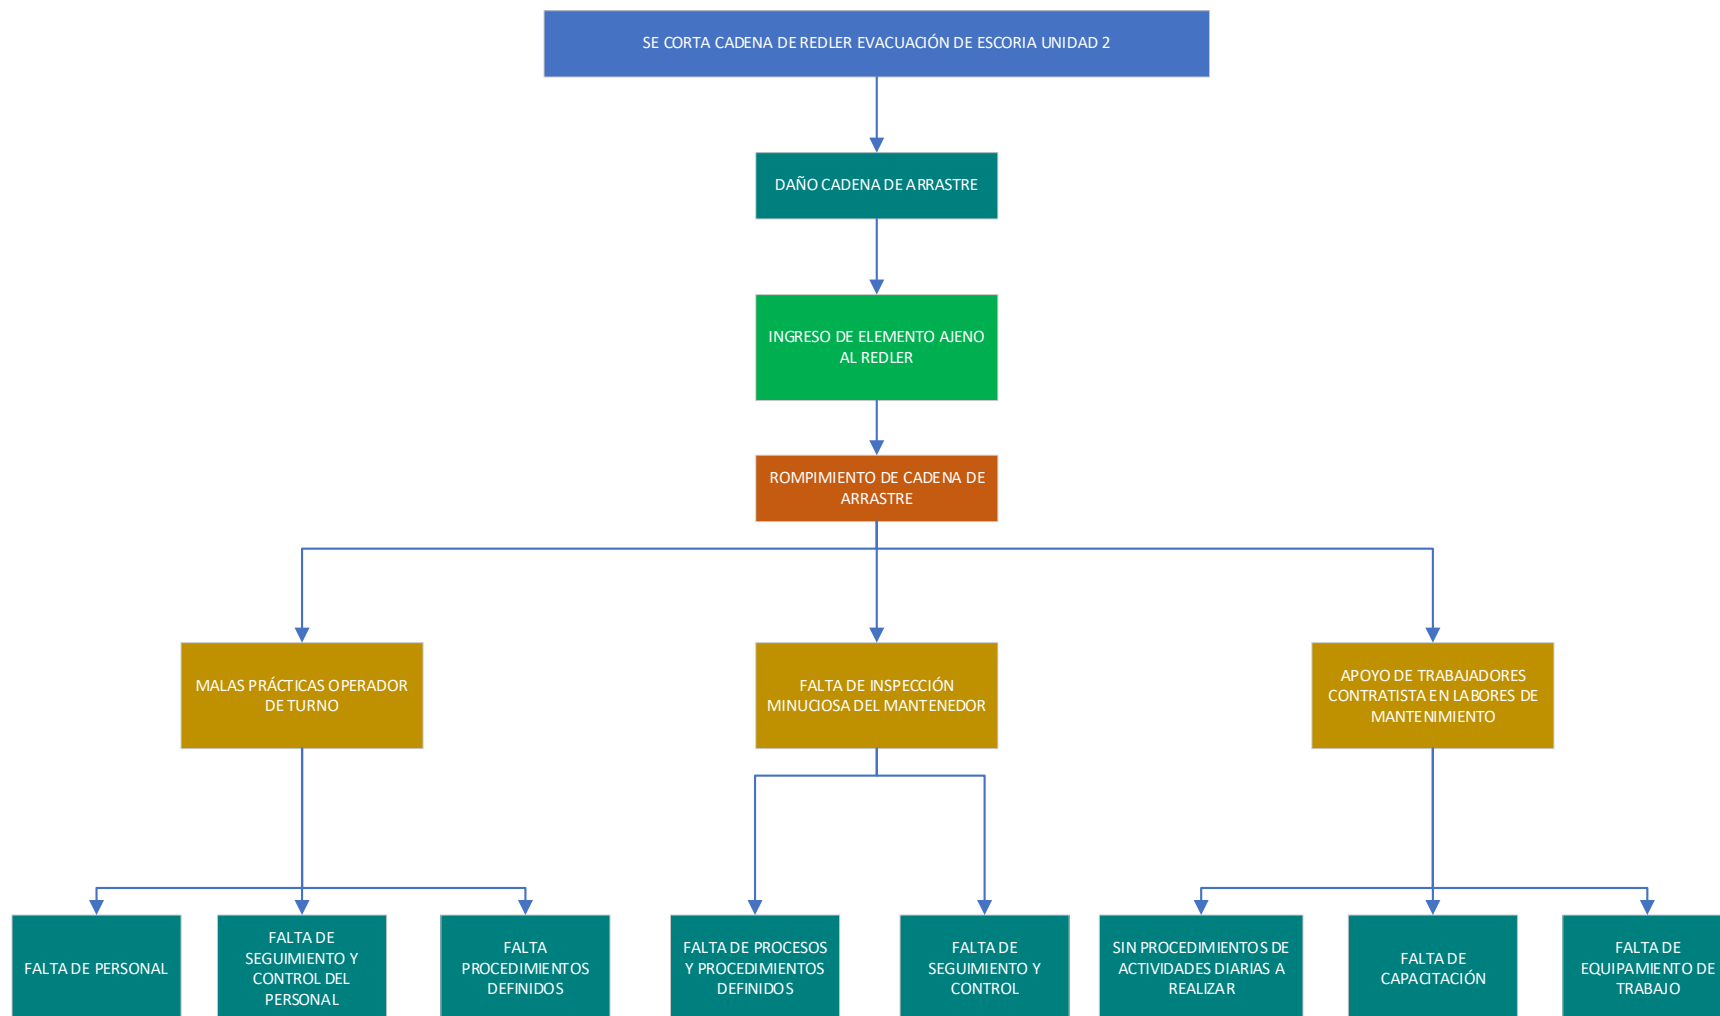 SE CORTA CADENA DE REDLER EVACUACIÓN DE ESCORIA UNIDAD 2
DAÑO CADENA DE ARRASTRE
INGRESO DE ELEMENTO AJENO
AL REDLER
ROMPIMIENTO DE CADENA DE
ARRASTRE
MALAS PRÁCTICAS OPERADOR
DE TURNO
FALTA DE INSPECCIÓN
MINUCIOSA DEL MANTENEDOR
APOYO DE TRABAJADORES
CONTRATISTA EN LABORES DE
MANTENIMIENTO
FALTA DE PERSONAL
FALTA DE
SEGUIMIENTO Y
CONTROL DEL
PERSONAL
FALTA
PROCEDIMIENTOS
DEFINIDOS
FALTA DE PROCESOS
Y PROCEDIMIENTOS
DEFINIDOS
FALTA DE
SEGUIMIENTO Y
CONTROL
SIN PROCEDIMIENTOS DE
ACTIVIDADES DIARIAS A
REALIZAR
FALTA DE
CAPACITACIÓN
FALTA DE
EQUIPAMIENTO DE
TRABAJO